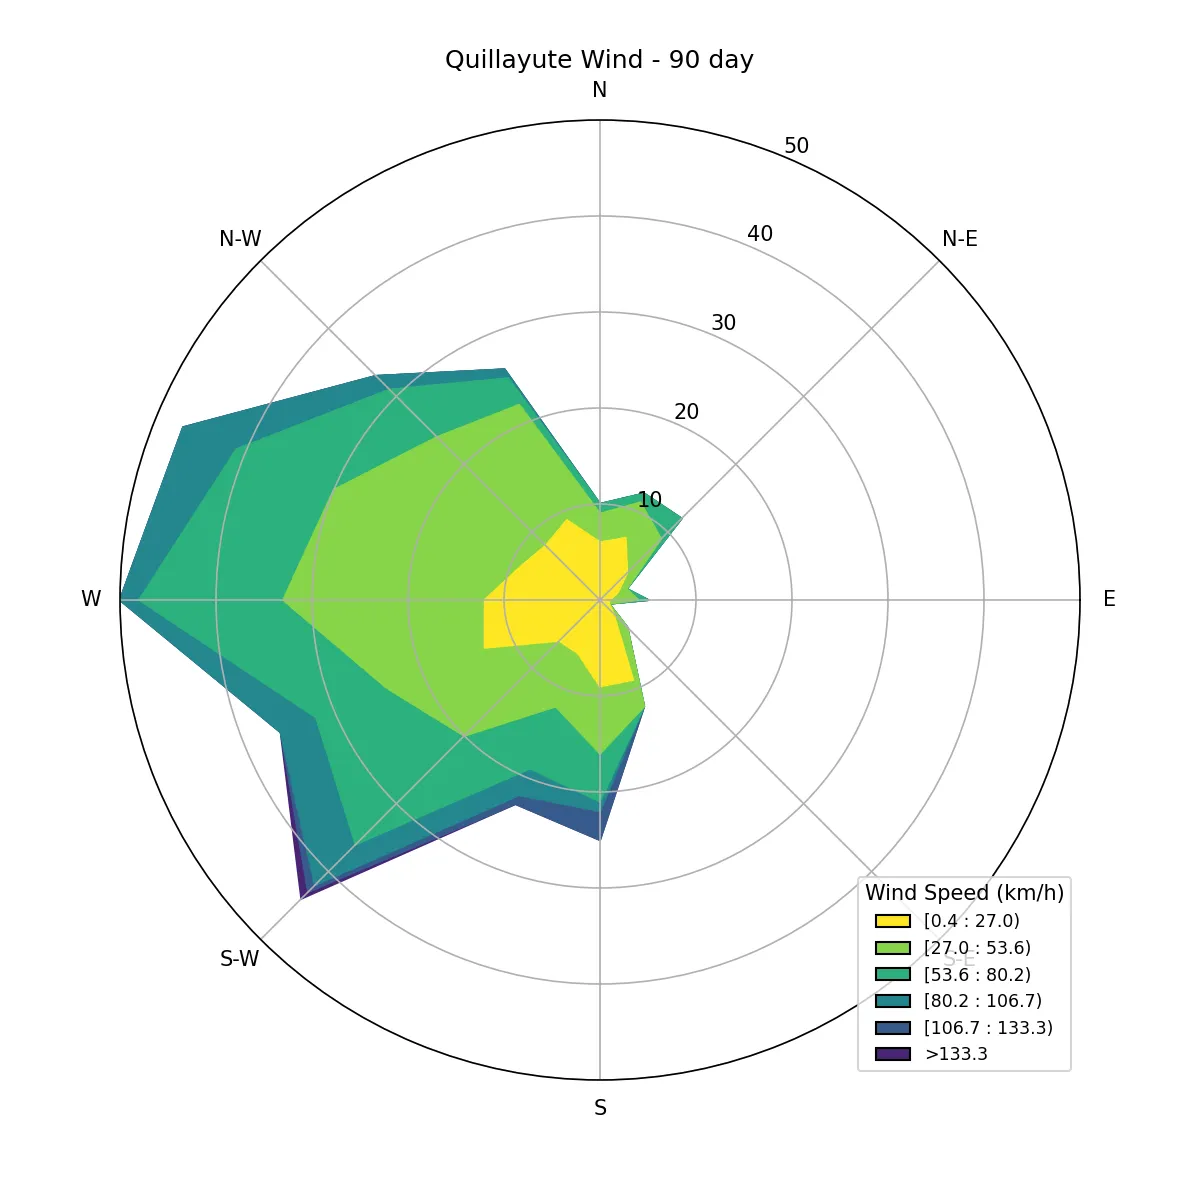 Quillayute Wind - 90 day
N
50
N-W
40
N-E
30
20
10
W
E
S-W
S-E
S
Wind Speed (km/h)
[0.4 : 27.0)
[27.0 : 53.6)
[53.6 : 80.2)
[80.2 : 106.7)
[106.7 : 133.3)
>133.3